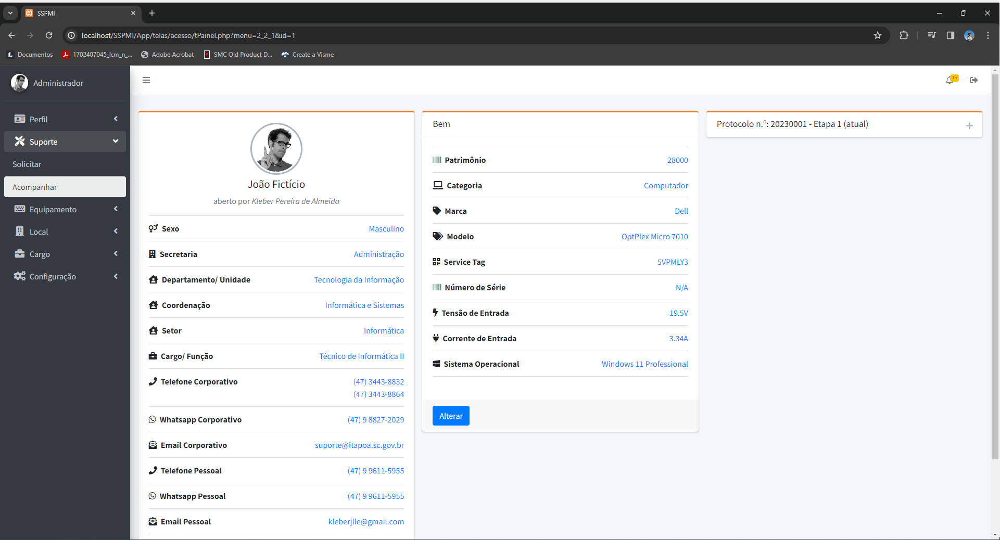 SSPMI
localhost/SSPMI/App/telas/acesso/tPainel.php?menu=2_2_1&id=1
Documentos
1702407045_lcm_n_...
Adobe Acrobat
SMC Old Product D...
Create a Visme
Administrador
15
Perfil
Suporte
Solicitar
Acompanhar
Equipamento
Local
Cargo
Configuração
João Fictício
aberto por Kleber Pereira de Almeida
Sexo Masculino
Secretaria Administração
Departamento/ Unidade Tecnologia da Informação
Coordenação Informática e Sistemas
Setor Informática
Cargo/ Função Técnico de Informática II
Telefone Corporativo (47) 3443-8832
(47) 3443-8864
Whatsapp Corporativo (47) 9 8827-2029
Email Corporativo suporte@itapoa.sc.gov.br
Telefone Pessoal (47) 9 9611-5955
Whatsapp Pessoal (47) 9 9611-5955
Email Pessoal kleberjlle@gmail.com
Bem
Patrimônio 28000
Categoria Computador
Marca Dell
Modelo OptPlex Micro 7010
Service Tag 5VPMLY3
Número de Série N/A
Tensão de Entrada 19.5V
Corrente de Entrada 3.34A
Sistema Operacional Windows 11 Professional
Alterar
Protocolo n.º: 20230001 - Etapa 1 (atual)